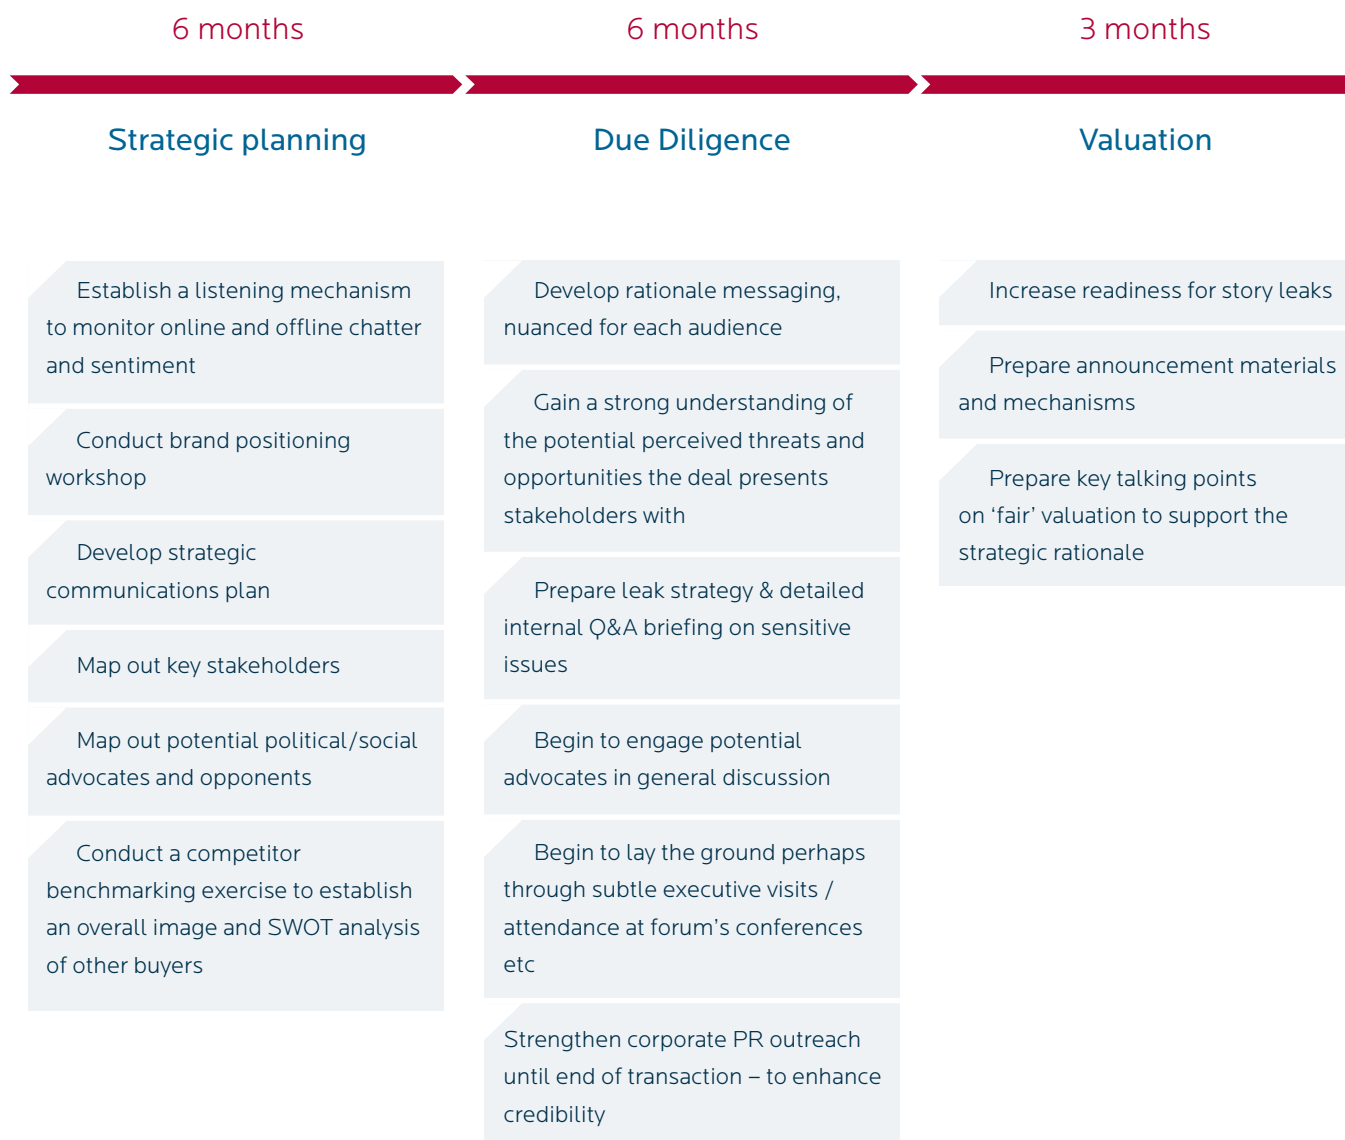 6 months
6 months
3 months
Strategic planning
Due Diligence
Valuation
Establish a listening mechanism
to monitor online and offline chatter
and sentiment
Conduct brand positioning
workshop
Develop strategic
communications plan
Map out key stakeholders
Map out potential political/social
advocates and opponents
Conduct a competitor
benchmarking exercise to establish
an overall image and SWOT analysis
of other buyers
Develop rationale messaging,
nuanced for each audience
Gain a strong understanding of
the potential perceived threats and
opportunities the deal presents
stakeholders with
Prepare leak strategy & detailed
internal Q&A briefing on sensitive
issues
Begin to engage potential
advocates in general discussion
Begin to lay the ground perhaps
through subtle executive visits /
attendance at forum’s conferences
etc
Strengthen corporate PR outreach
until end of transaction – to enhance
credibility
Increase readiness for story leaks
Prepare announcement materials
and mechanisms
Prepare key talking points
on ‘fair’ valuation to support the
strategic rationale